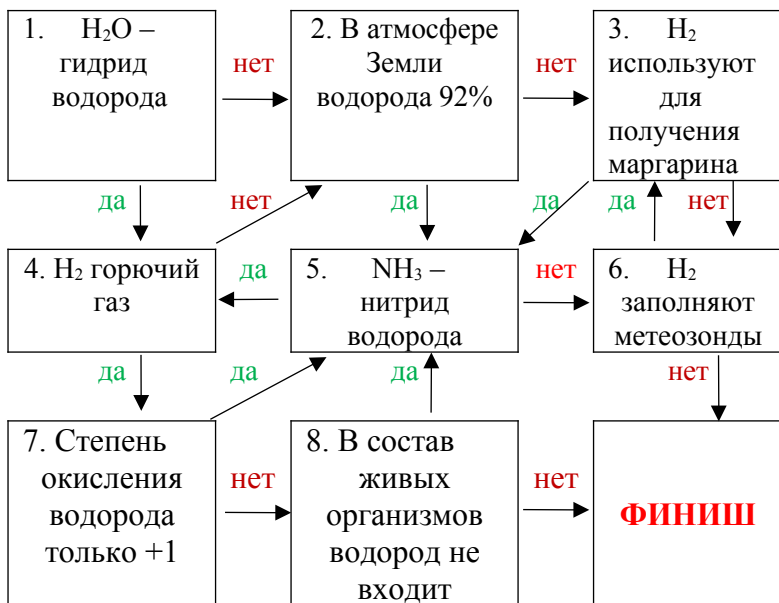 1. H₂O –
гидрид
водорода
нет
2. В атмосфере
Земли
водорода 92%
нет
3. H₂
используют
для
получения
маргарина
да
нет
да
да
да
нет
4. H₂ горючий
газ
да
5. NH₃ –
нитрид
водорода
нет
6. H₂
заполняют
метеозонды
да
да
да
нет
7. Степень
окисления
водорода
только +1
нет
8. В состав
живых
организмов
водород не
входит
нет
ФИНИШ